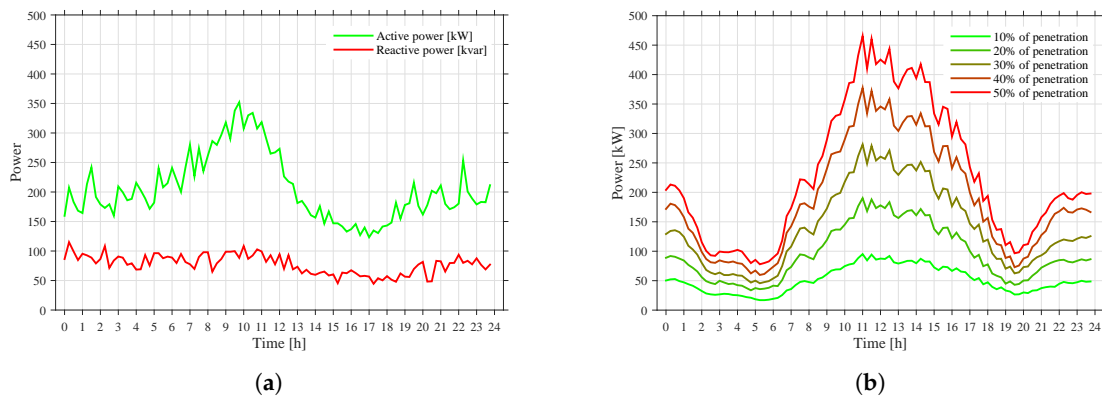 500
450
400
350
300
250
200
150
100
50
0
Power
Active power [kW]
Reactive power [kvar]
0 1 2 3 4 5 6 7 8 9 10 11 12 13 14 15 16 17 18 19 20 21 22 23 24
Time [h]
(a)
500
450
400
350
300
250
200
150
100
50
0
Power [kW]
10% of penetration
20% of penetration
30% of penetration
40% of penetration
50% of penetration
0 1 2 3 4 5 6 7 8 9 10 11 12 13 14 15 16 17 18 19 20 21 22 23 24
Time [h]
(b)